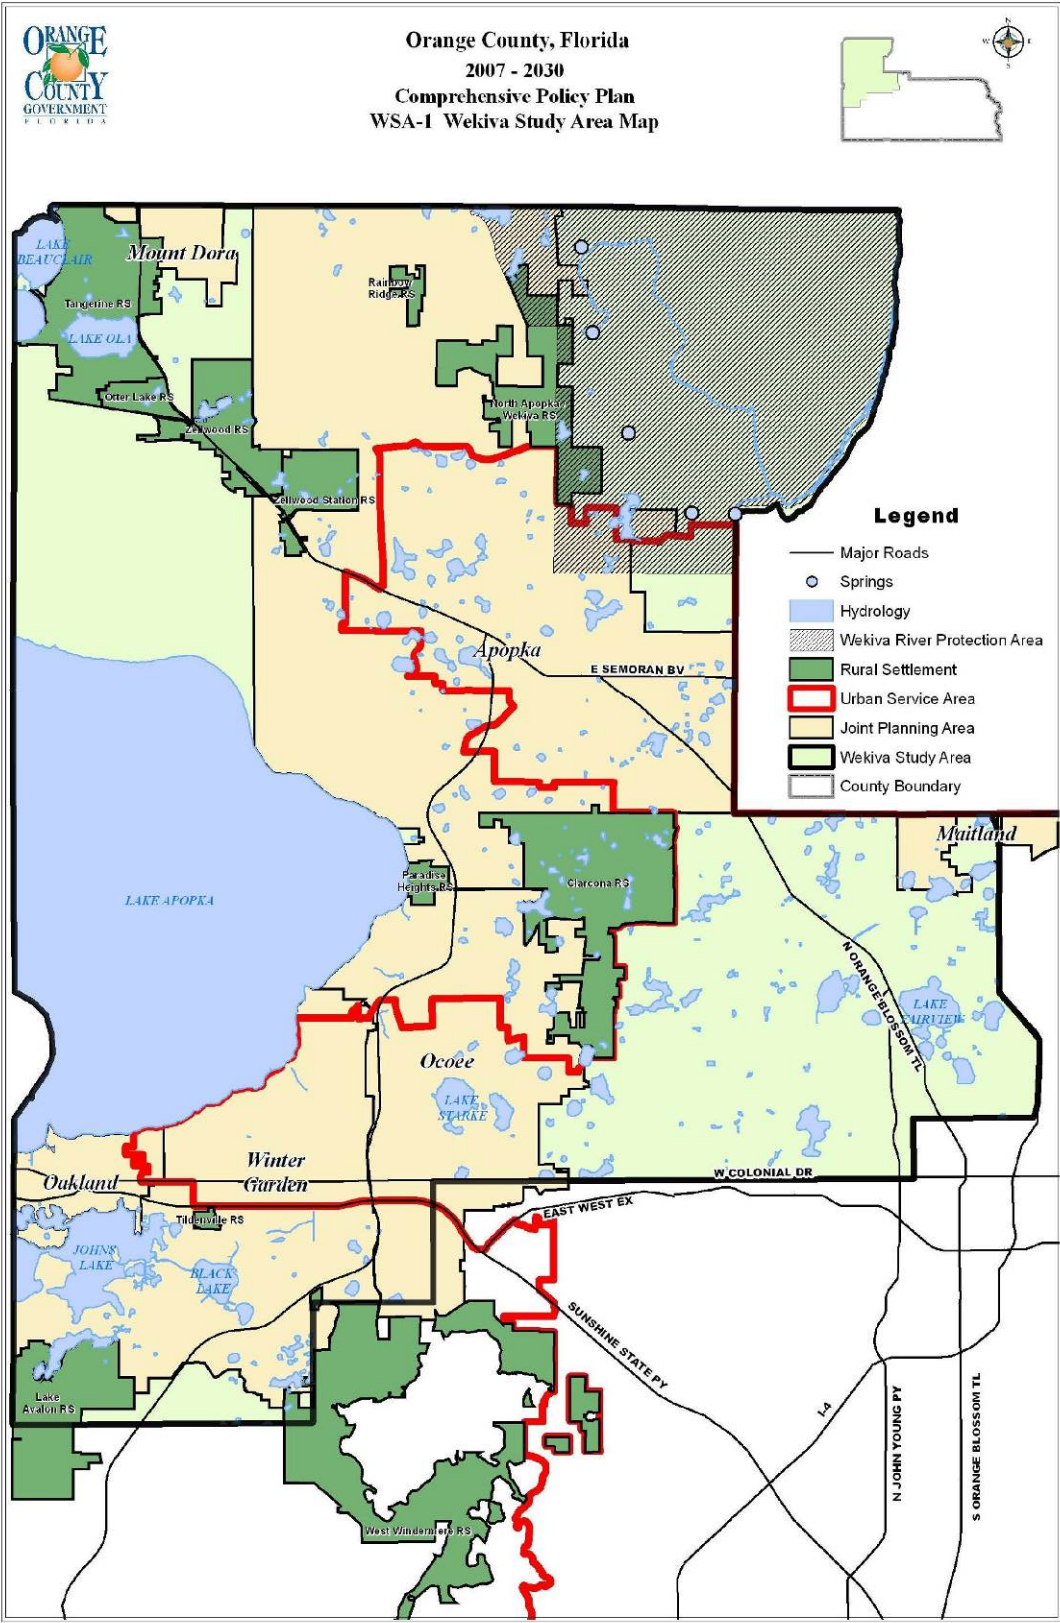 ORANGE
COUNTY
GOVERNMENT
FLORIDA
Orange County, Florida
2007 - 2030
Comprehensive Policy Plan
WSA-1 Wekiva Study Area Map
N
W
E
S
LAKE
BEAUCLAIR
Mount Dora
Tangerine RS
LAKE OLA
Rainbow
Ridge RS
Otter Lake RS
Zellwood RS
North Apopka
Wekiva RS
Zellwood Station RS
Legend
Major Roads
Springs
Hydrology
Wekiva River Protection Area
Rural Settlement
Urban Service Area
Joint Planning Area
Wekiva Study Area
County Boundary
Apopka
E SEMORAN BV
Maitland
Paradise
Heights RS
Clarcona RS
LAKE APOPKA
N ORANGE BLOSSOM TL
LAKE
FAIRVIEW
Ocoee
LAKE
STARKE
Winter
Garden
Oakland
W COLONIAL DR
EAST WEST EX
Tildenville RS
JOHNS
LAKE
BLACK
LAKE
SUNSHINE STATE PY
Lake
Avalon RS
I-4
N JOHN YOUNG PY
S ORANGE BLOSSOM TL
West Windermere RS